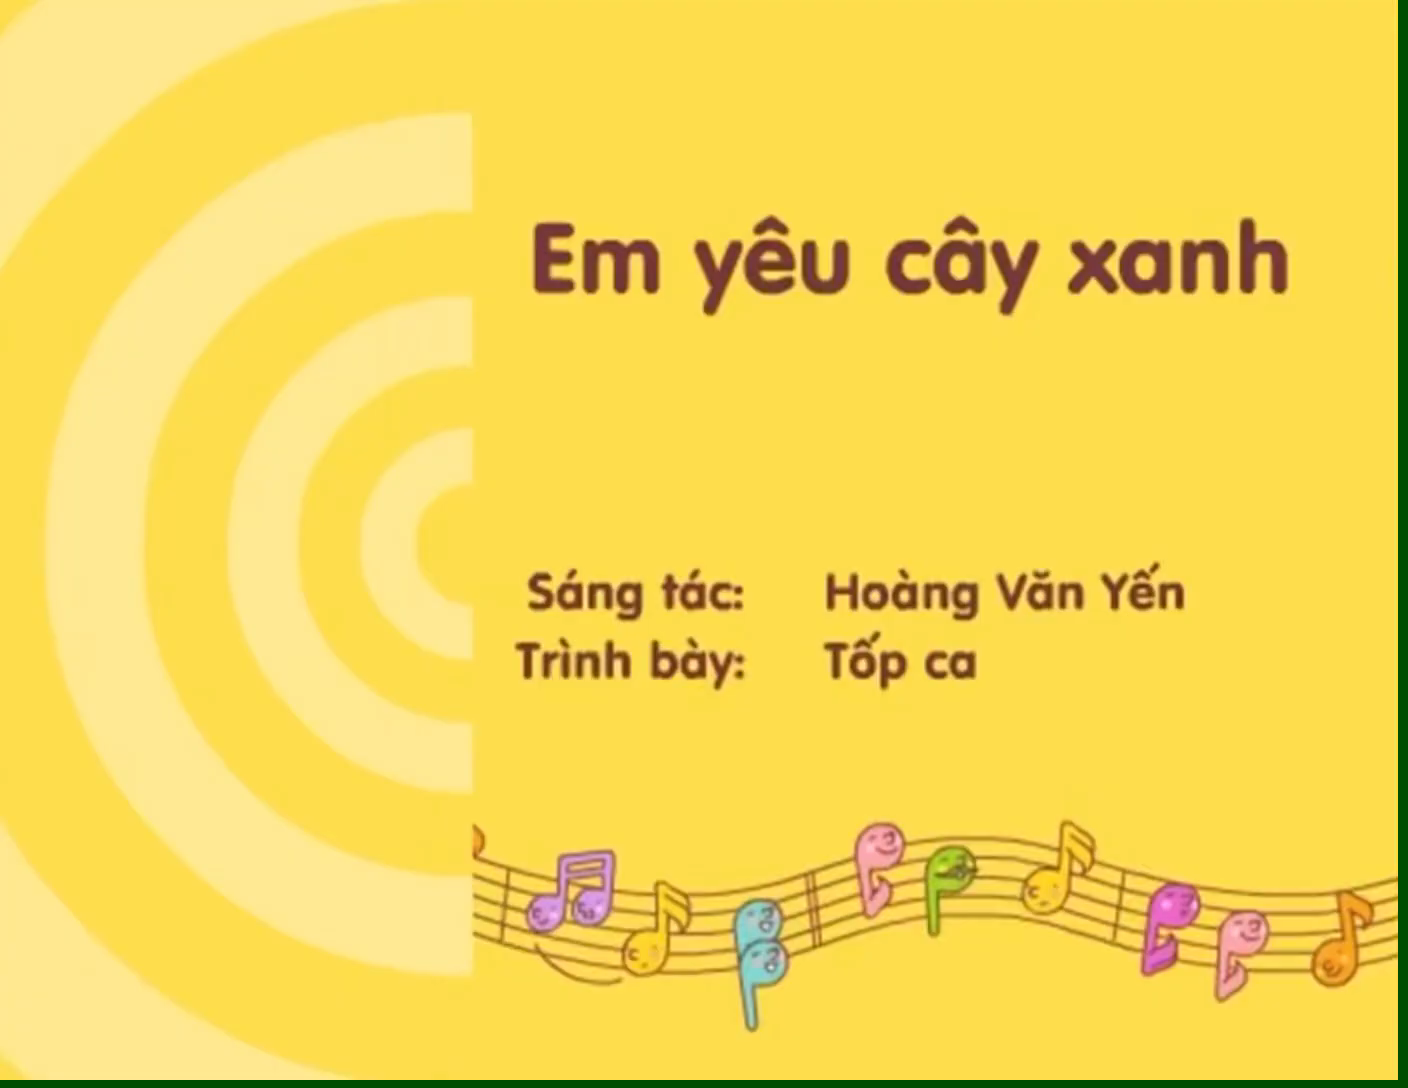 Em yêu cây xanh
Sáng tác: Hoàng Văn Yến
Trình bày: Tốp ca